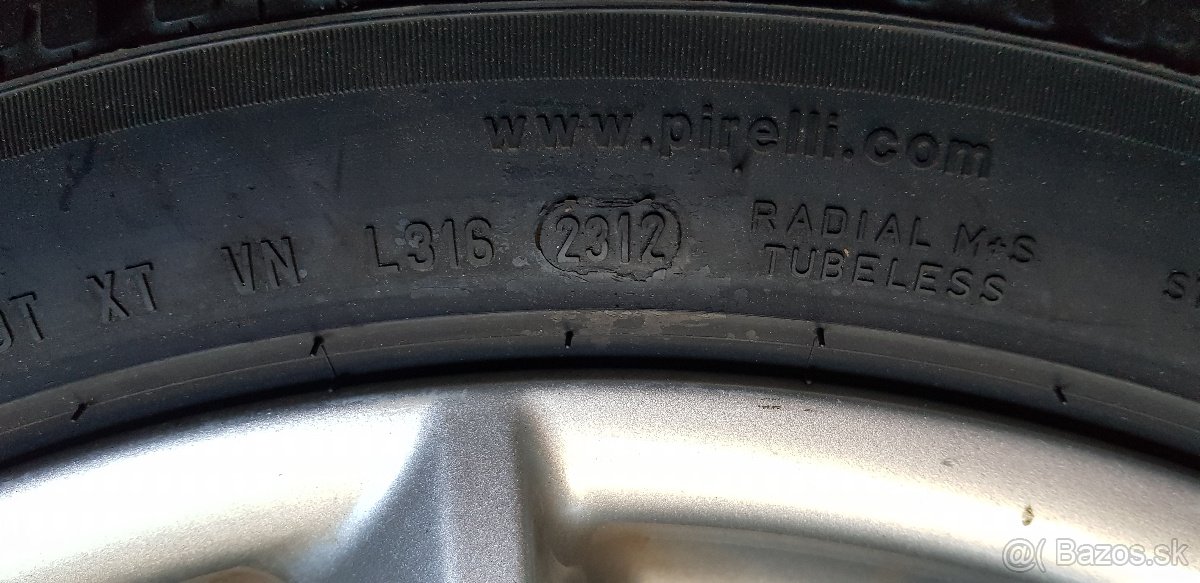 www.pirelli.com
XT VN L316 2312
RADIAL M+S
TUBELESS
@( Bazos.sk